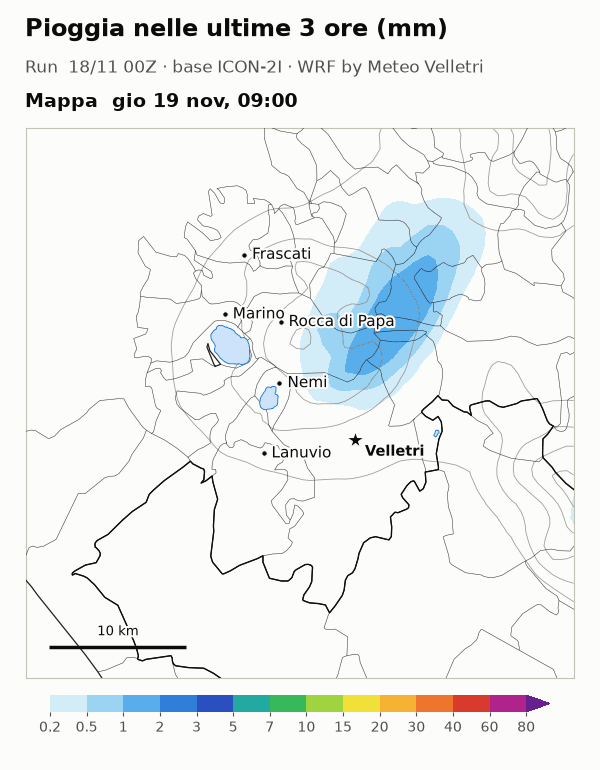 Pioggia nelle ultime 3 ore (mm)
Run 18/11 00Z · base ICON-2I · WRF by Meteo Velletri
Mappa gio 19 nov, 09:00
Frascati
Marino
Rocca di Papa
Nemi
Velletri
Lanuvio
10 km
0.2 0.5 1 2 3 5 7 10 15 20 30 40 60 80